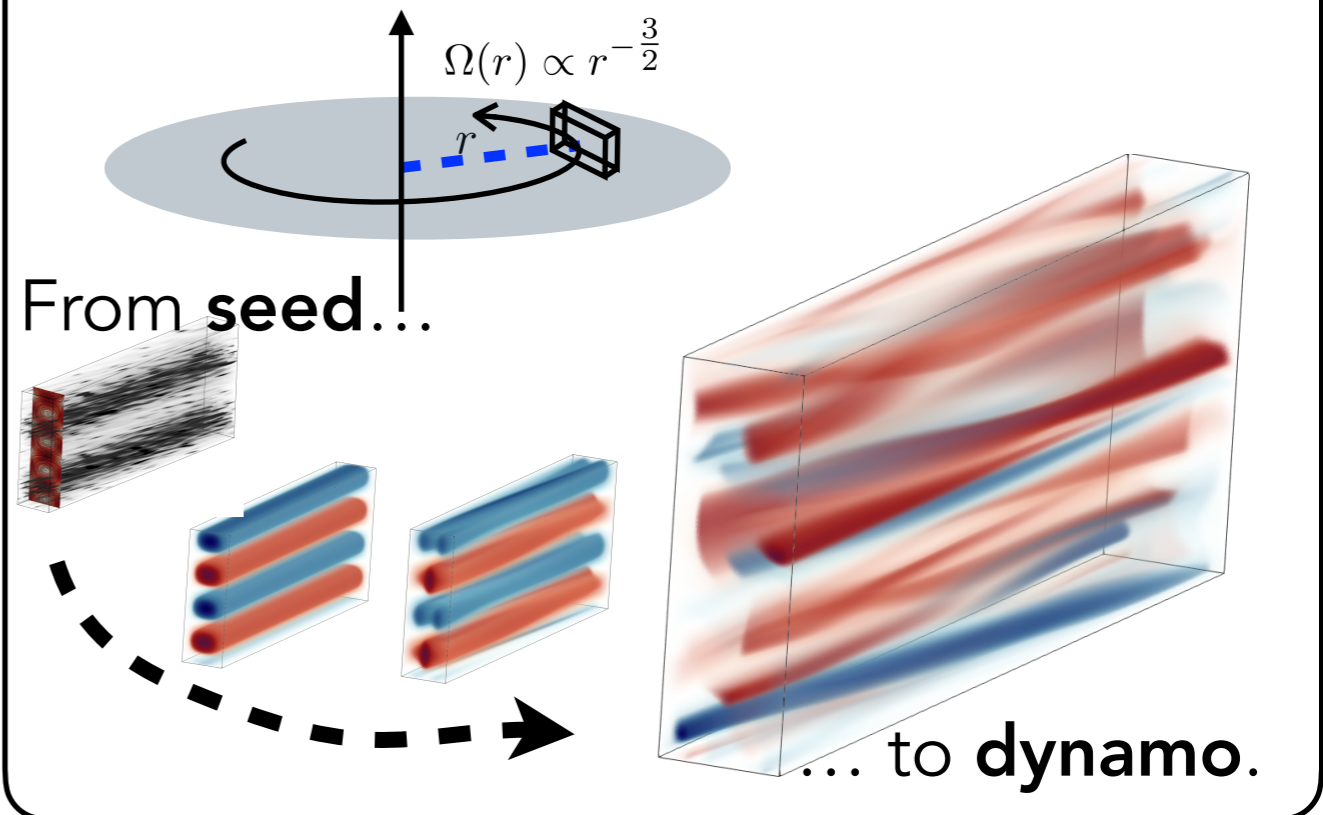 Ω(r) ∝ r^{-3/2}
r
From seed...
... to dynamo.